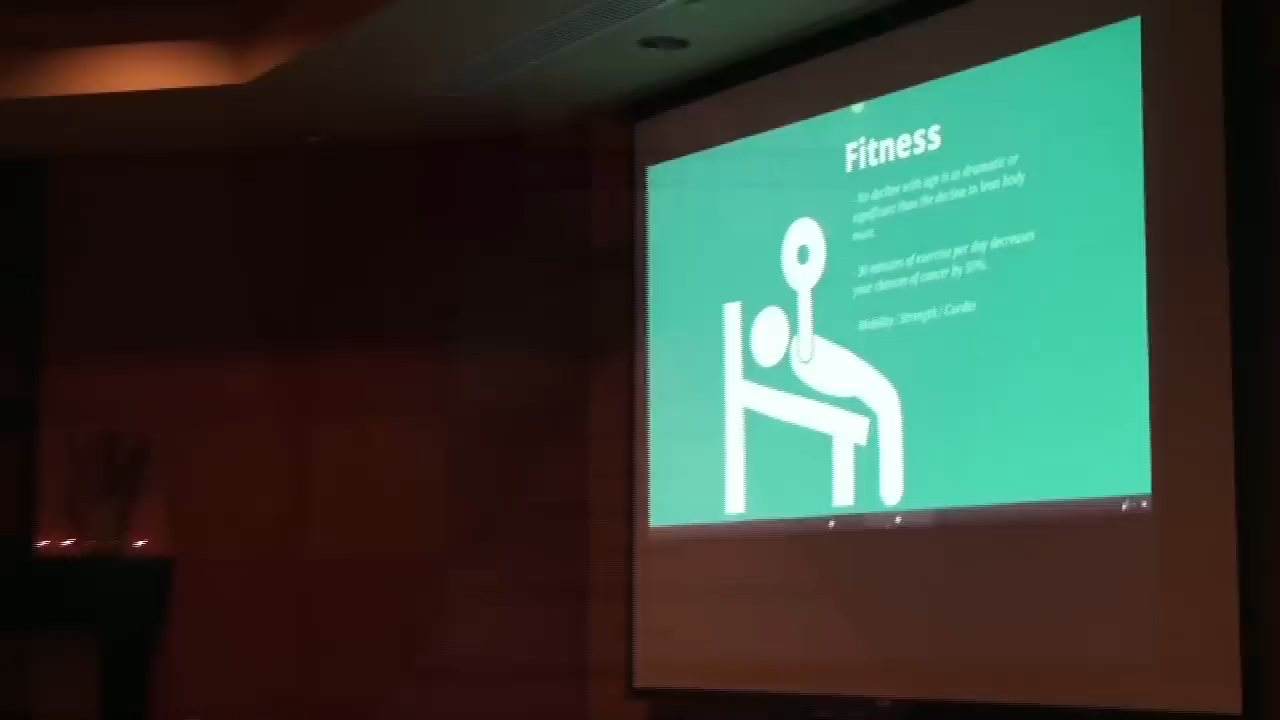 Fitness
- No decline with age is as dramatic or
significant than the decline in lean body
mass.
- 30 minutes of exercise per day decreases
your chances of cancer by 50%.
Mobility / Strength / Cardio